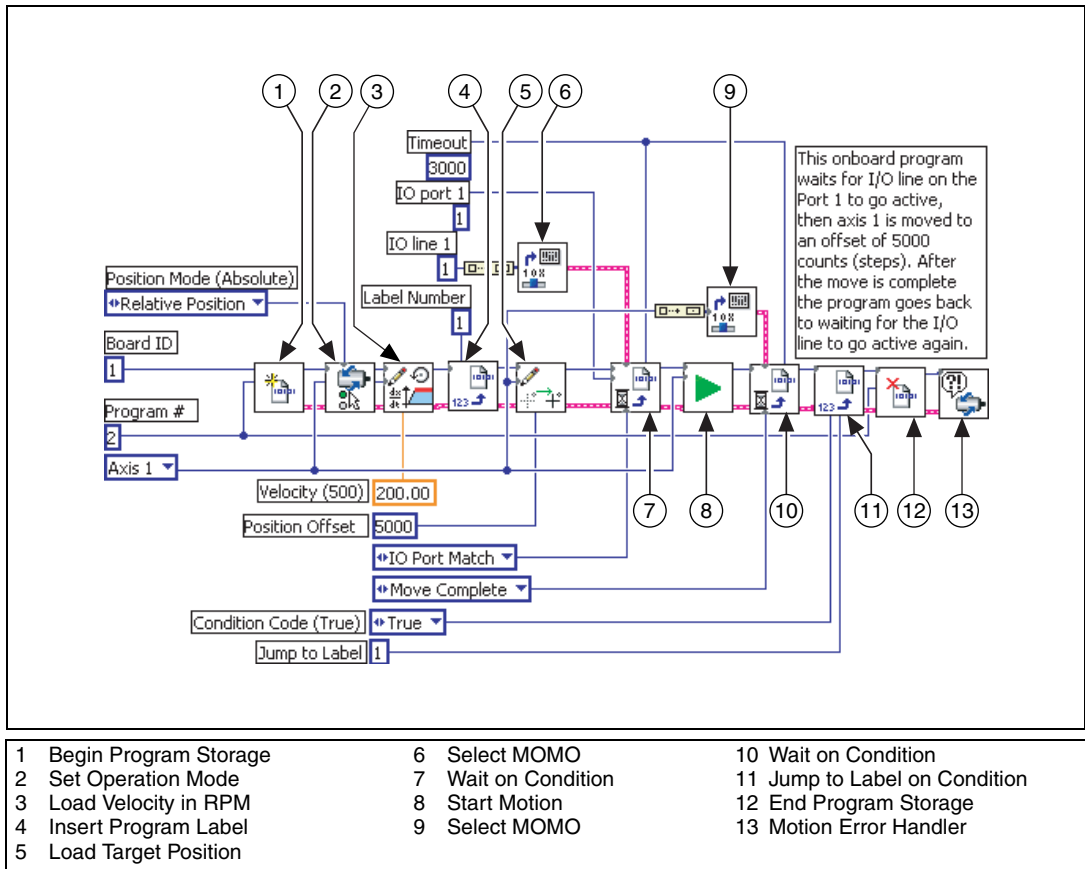 1 2 3 4 5 6 9
Timeout
3000
IO port 1
1
IO line 1
1
Label Number
1
This onboard program
waits for I/O line on the
Port 1 to go active,
then axis 1 is moved to
an offset of 5000
counts (steps). After
the move is complete
the program goes back
to waiting for the I/O
line to go active again.
Position Mode (Absolute)
Relative Position
Board ID
1
Program #
2
Axis 1
Velocity (500) 200.00
Position Offset 5000
IO Port Match
Move Complete
Condition Code (True) True
Jump to Label 1
7 8 10 11 12 13
1 Begin Program Storage
2 Set Operation Mode
3 Load Velocity in RPM
4 Insert Program Label
5 Load Target Position
6 Select MOMO
7 Wait on Condition
8 Start Motion
9 Select MOMO
10 Wait on Condition
11 Jump to Label on Condition
12 End Program Storage
13 Motion Error Handler